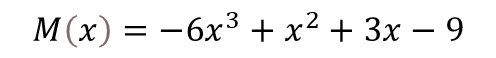 M(x) = −6x³ + x² + 3x − 9